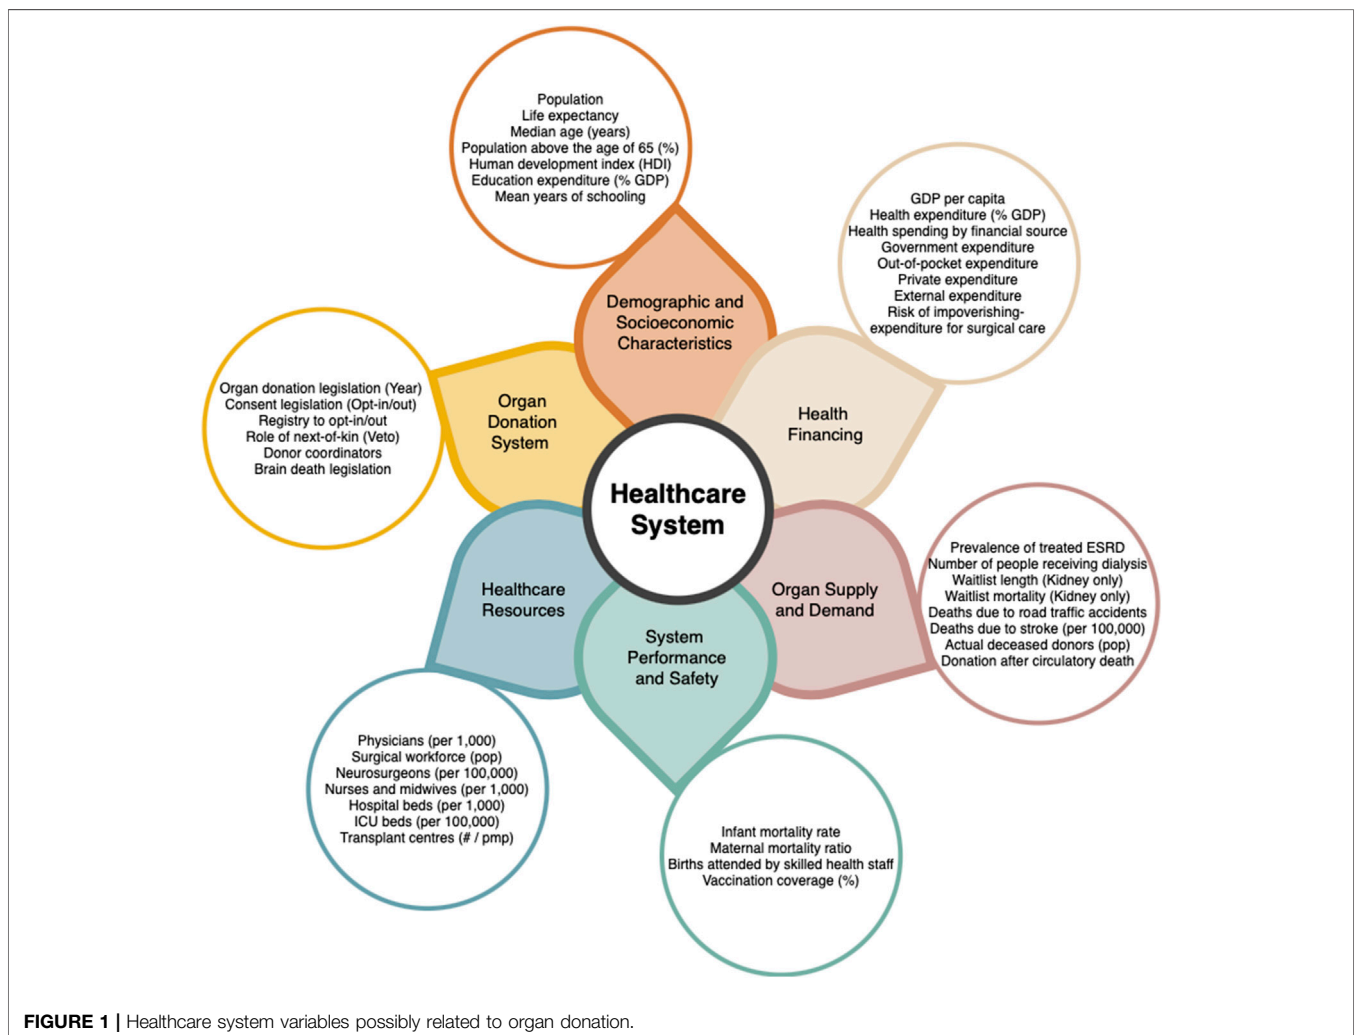 Population
Life expectancy
Median age (years)
Population above the age of 65 (%)
Human development index (HDI)
Education expenditure (% GDP)
Mean years of schooling
Demographic and
Socioeconomic
Characteristics
GDP per capita
Health expenditure (% GDP)
Health spending by financial source
Government expenditure
Out-of-pocket expenditure
Private expenditure
External expenditure
Risk of impoverishing-
expenditure for surgical care
Health
Financing
Organ donation legislation (Year)
Consent legislation (Opt-in/out)
Registry to opt-in/out
Role of next-of-kin (Veto)
Donor coordinators
Brain death legislation
Organ
Donation
System
Healthcare
System
Prevalence of treated ESRD
Number of people receiving dialysis
Waitlist length (Kidney only)
Waitlist mortality (Kidney only)
Deaths due to road traffic accidents
Deaths due to stroke (per 100,000)
Actual deceased donors (pop)
Donation after circulatory death
Organ Supply
and Demand
Healthcare
Resources
System
Performance
and Safety
Physicians (per 1,000)
Surgical workforce (pop)
Neurosurgeons (per 100,000)
Nurses and midwives (per 1,000)
Hospital beds (per 1,000)
ICU beds (per 100,000)
Transplant centres (# / pmp)
Infant mortality rate
Maternal mortality ratio
Births attended by skilled health staff
Vaccination coverage (%)
FIGURE 1 | Healthcare system variables possibly related to organ donation.